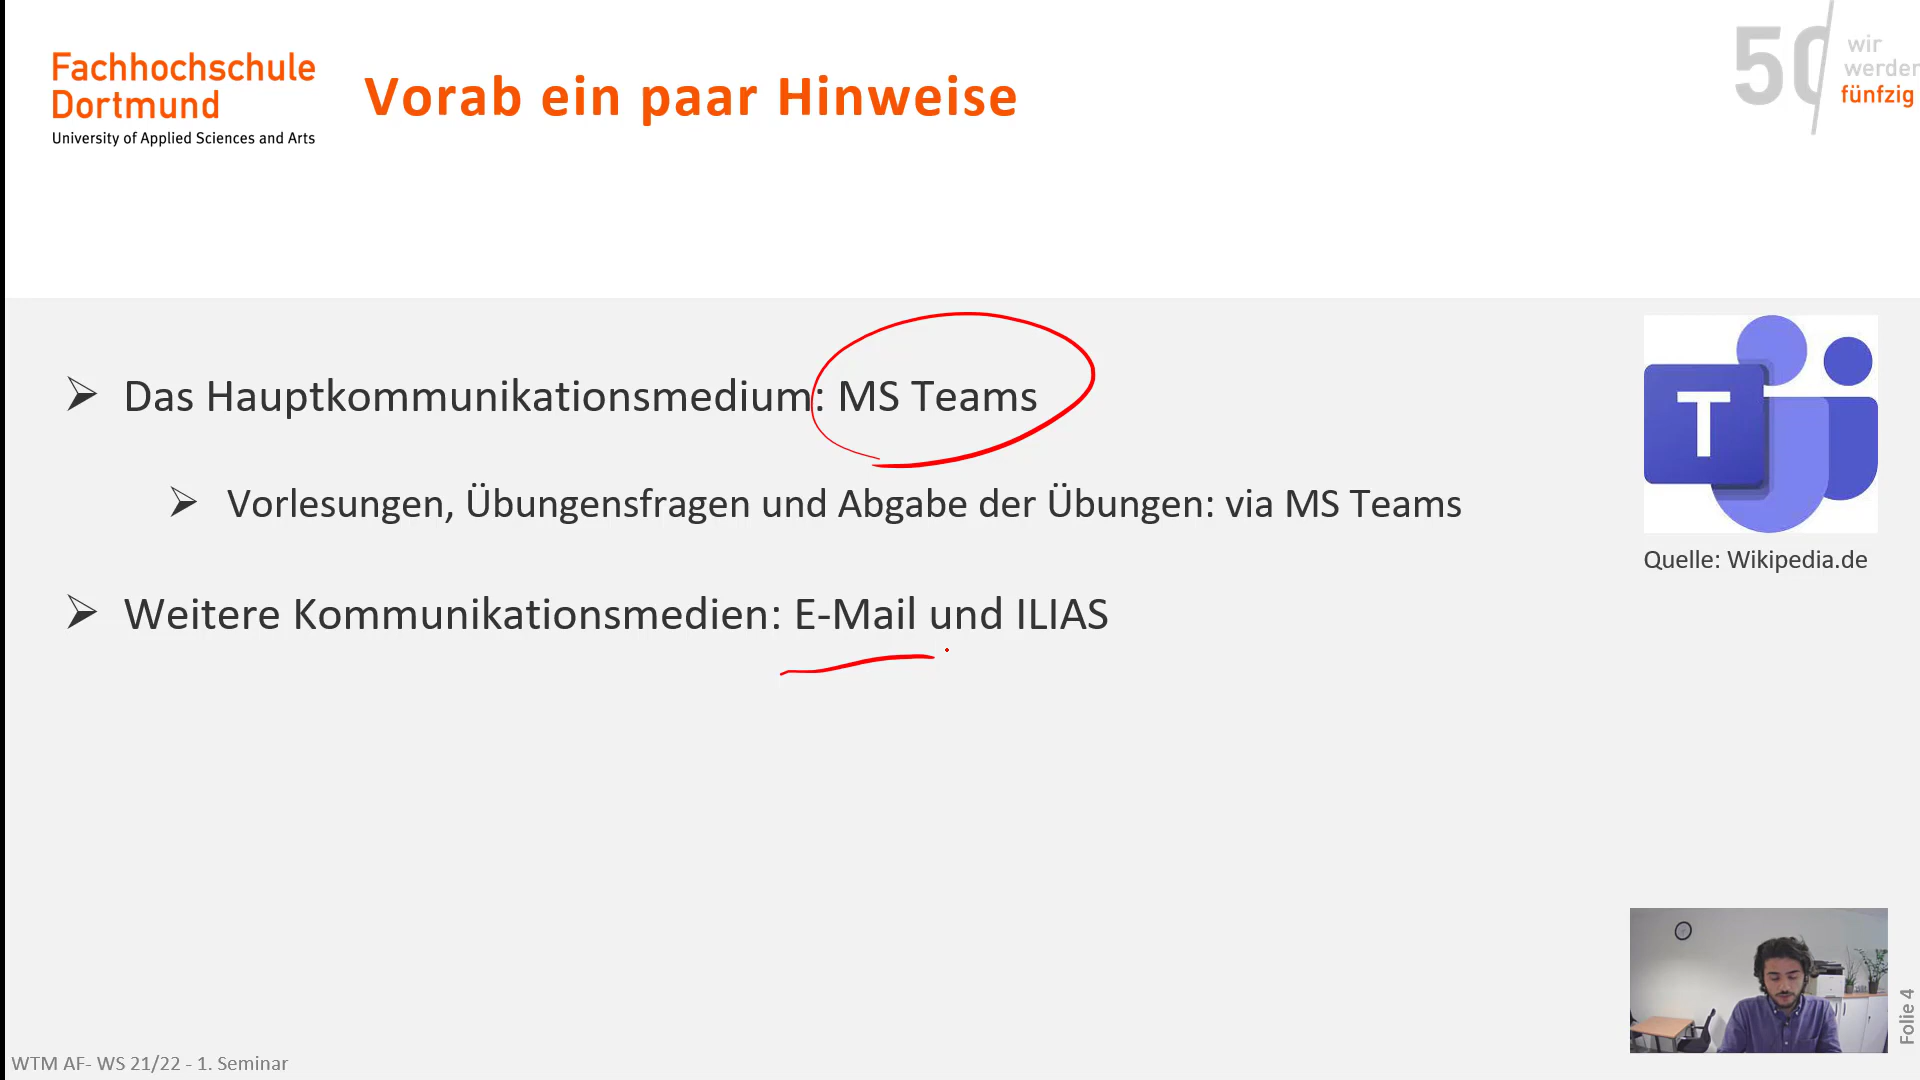 Fachhochschule
Dortmund
University of Applied Sciences and Arts
Vorab ein paar Hinweise
50
wir
werden
fünfzig
Das Hauptkommunikationsmedium: MS Teams
Vorlesungen, Übungensfragen und Abgabe der Übungen: via MS Teams
Weitere Kommunikationsmedien: E-Mail und ILIAS
T
Quelle: Wikipedia.de
Folie 4
WTM AF- WS 21/22 - 1. Seminar